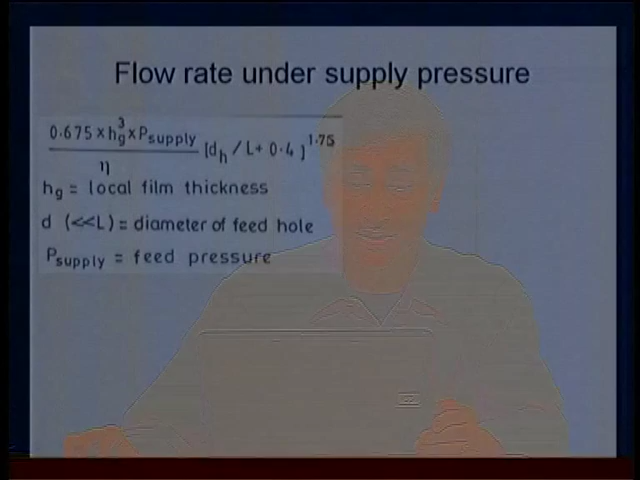 Flow rate under supply pressure
0.675 × h_g^3 × P_supply / η [d_h / L + 0.4]^1.75
h_g = local film thickness
d (<<L) = diameter of feed hole
P_supply = feed pressure